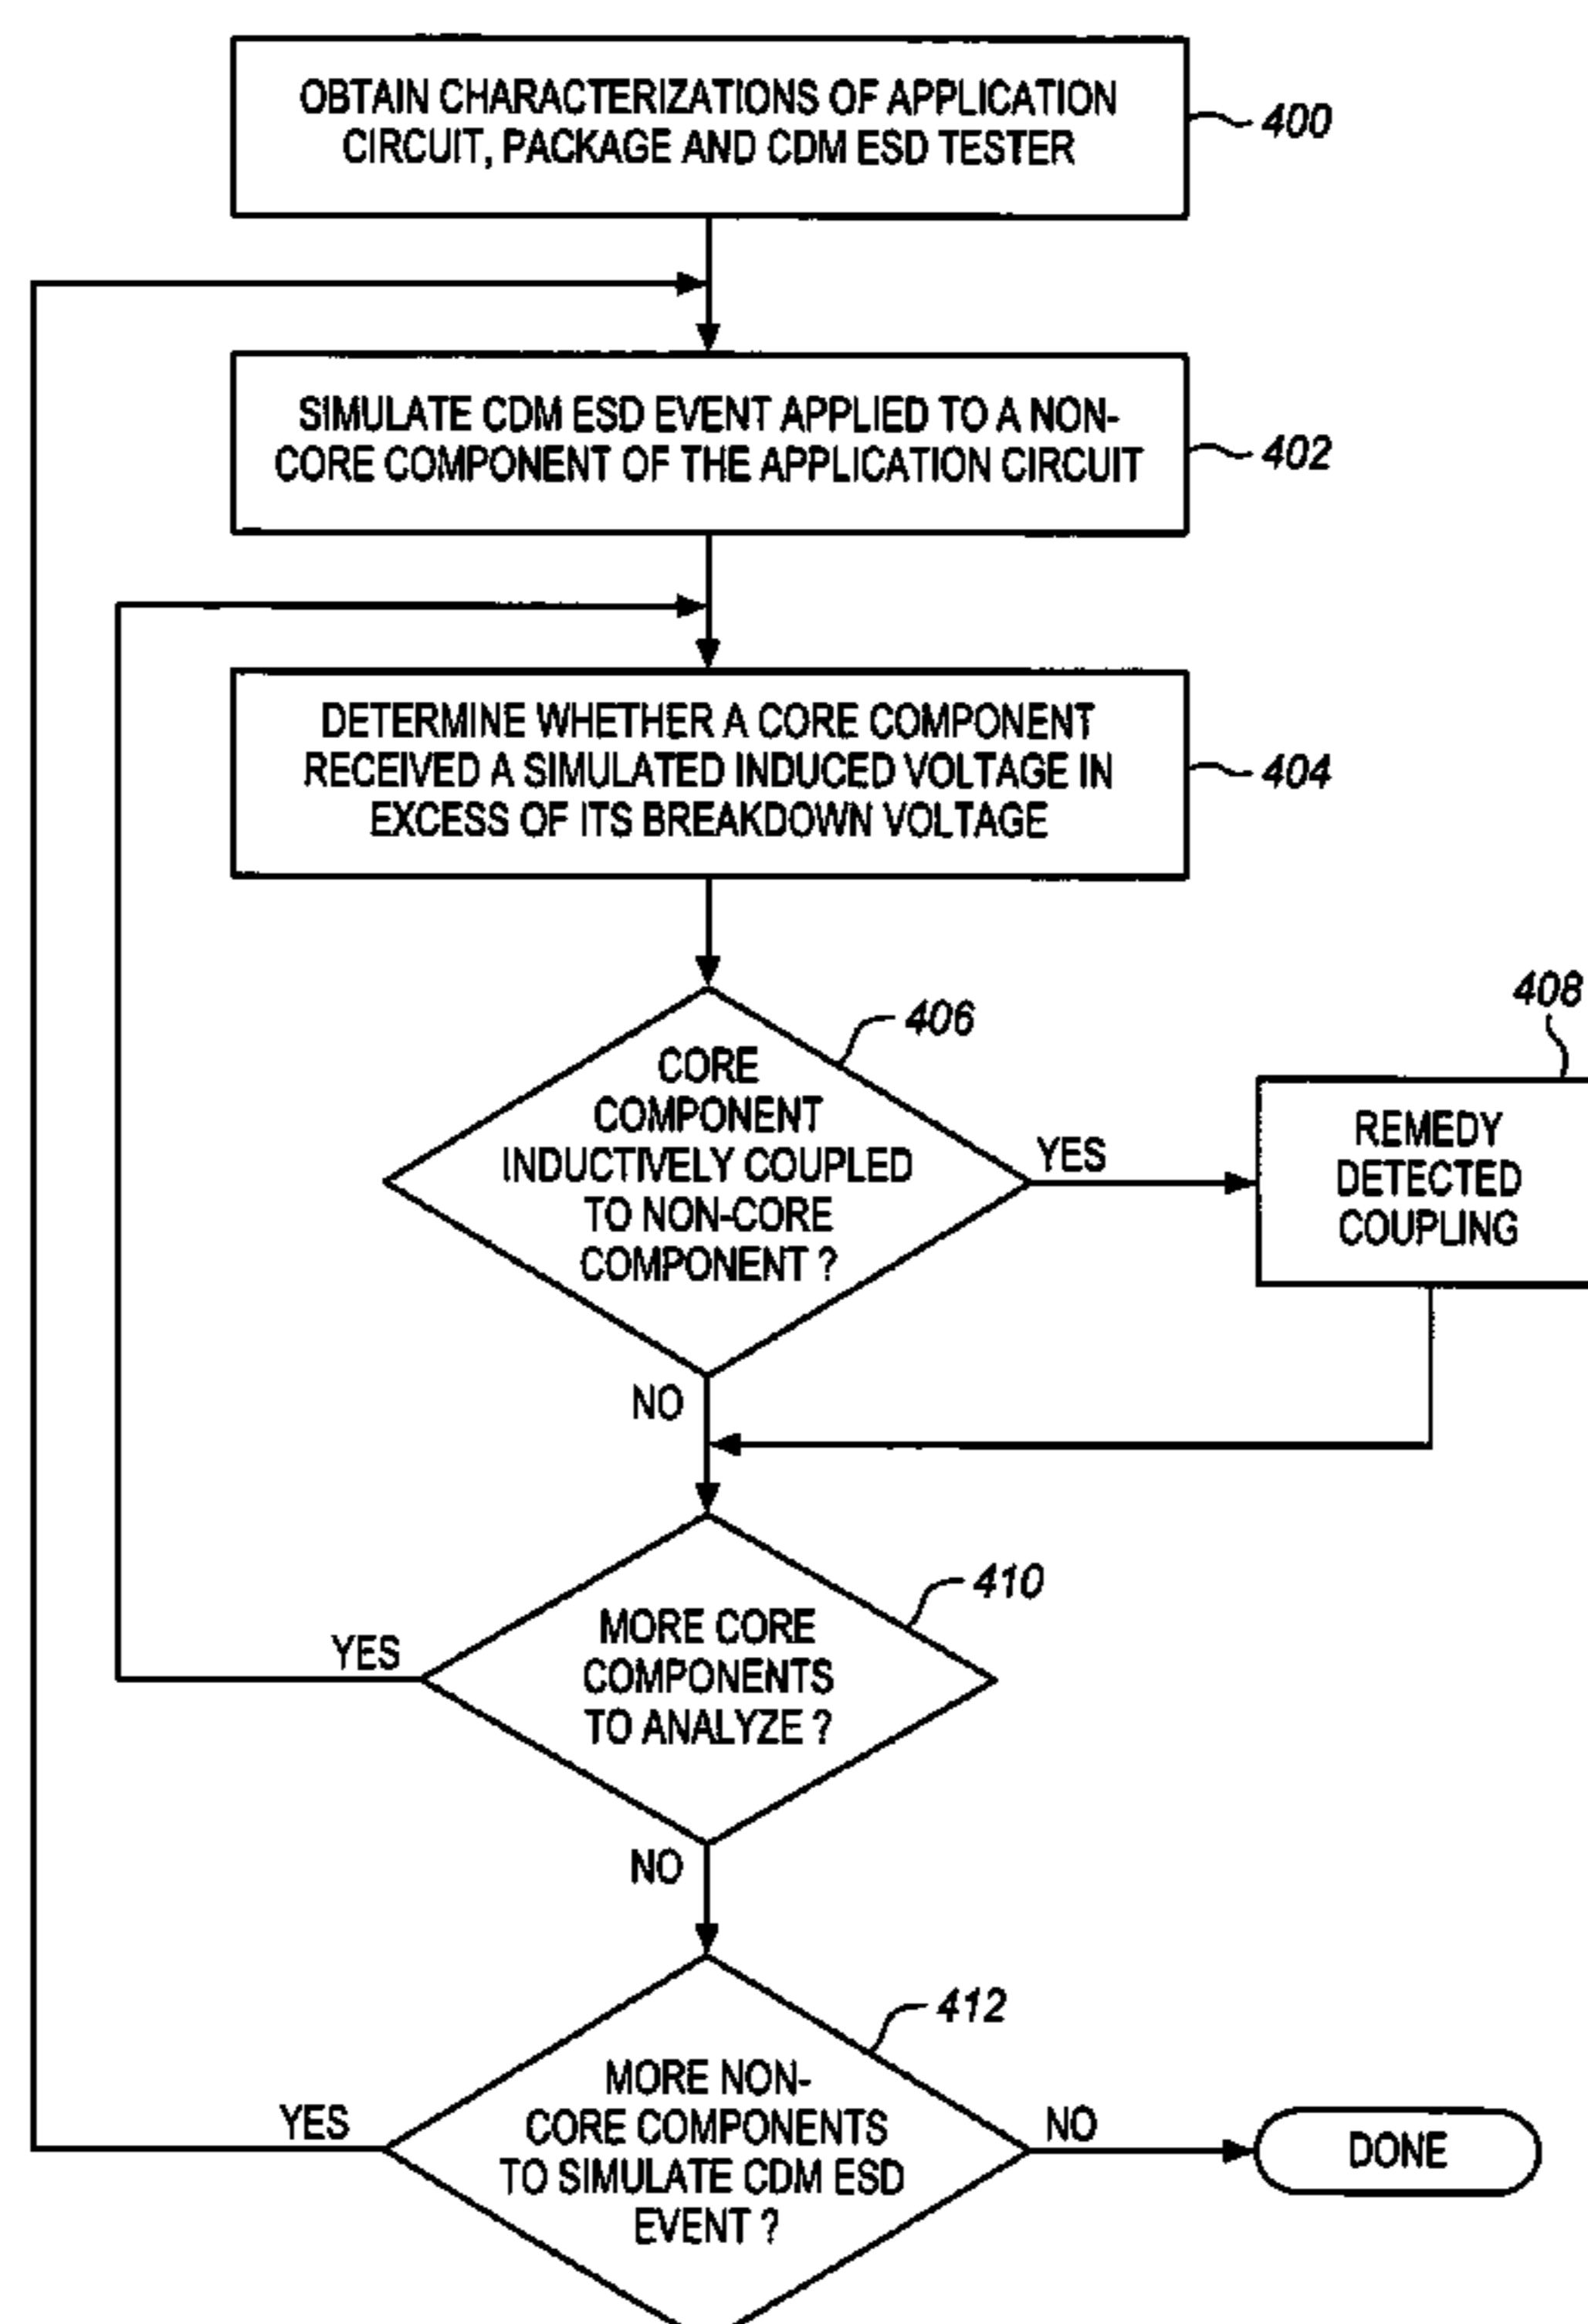 OBTAIN CHARACTERIZATIONS OF APPLICATION
CIRCUIT, PACKAGE AND CDM ESD TESTER
400
SIMULATE CDM ESD EVENT APPLIED TO A NON-
CORE COMPONENT OF THE APPLICATION CIRCUIT
402
DETERMINE WHETHER A CORE COMPONENT
RECEIVED A SIMULATED INDUCED VOLTAGE IN
EXCESS OF ITS BREAKDOWN VOLTAGE
404
406
CORE
COMPONENT
INDUCTIVELY COUPLED
TO NON-CORE
COMPONENT ?
YES
408
REMEDY
DETECTED
COUPLING
NO
410
MORE CORE
COMPONENTS
TO ANALYZE ?
YES
NO
412
MORE NON-
CORE COMPONENTS
TO SIMULATE CDM ESD
EVENT ?
YES
NO
DONE